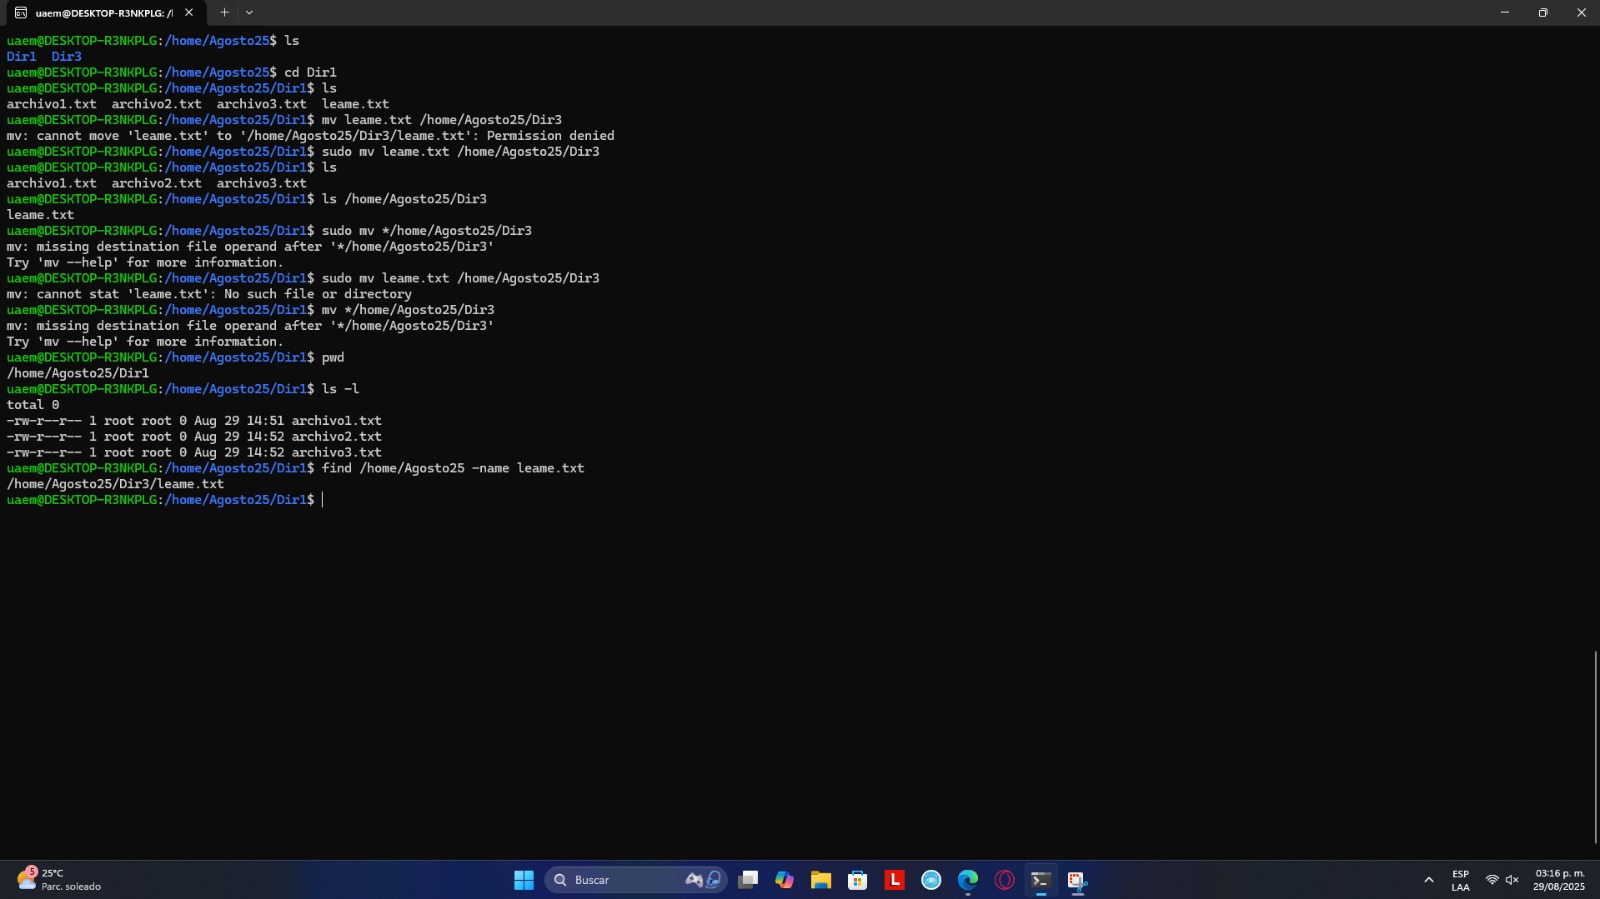 uaem@DESKTOP-R3NKPLG: /l
uaem@DESKTOP-R3NKPLG:/home/Agosto25$ ls
Dir1  Dir3
uaem@DESKTOP-R3NKPLG:/home/Agosto25$ cd Dir1
uaem@DESKTOP-R3NKPLG:/home/Agosto25/Dir1$ ls
archivo1.txt  archivo2.txt  archivo3.txt  leame.txt
uaem@DESKTOP-R3NKPLG:/home/Agosto25/Dir1$ mv leame.txt /home/Agosto25/Dir3
mv: cannot move 'leame.txt' to '/home/Agosto25/Dir3/leame.txt': Permission denied
uaem@DESKTOP-R3NKPLG:/home/Agosto25/Dir1$ sudo mv leame.txt /home/Agosto25/Dir3
uaem@DESKTOP-R3NKPLG:/home/Agosto25/Dir1$ ls
archivo1.txt  archivo2.txt  archivo3.txt
uaem@DESKTOP-R3NKPLG:/home/Agosto25/Dir1$ ls /home/Agosto25/Dir3
leame.txt
uaem@DESKTOP-R3NKPLG:/home/Agosto25/Dir1$ sudo mv */home/Agosto25/Dir3
mv: missing destination file operand after '*/home/Agosto25/Dir3'
Try 'mv --help' for more information.
uaem@DESKTOP-R3NKPLG:/home/Agosto25/Dir1$ sudo mv leame.txt /home/Agosto25/Dir3
mv: cannot stat 'leame.txt': No such file or directory
uaem@DESKTOP-R3NKPLG:/home/Agosto25/Dir1$ mv */home/Agosto25/Dir3
mv: missing destination file operand after '*/home/Agosto25/Dir3'
Try 'mv --help' for more information.
uaem@DESKTOP-R3NKPLG:/home/Agosto25/Dir1$ pwd
/home/Agosto25/Dir1
uaem@DESKTOP-R3NKPLG:/home/Agosto25/Dir1$ ls -l
total 0
-rw-r--r-- 1 root root 0 Aug 29 14:51 archivo1.txt
-rw-r--r-- 1 root root 0 Aug 29 14:52 archivo2.txt
-rw-r--r-- 1 root root 0 Aug 29 14:52 archivo3.txt
uaem@DESKTOP-R3NKPLG:/home/Agosto25/Dir1$ find /home/Agosto25 -name leame.txt
/home/Agosto25/Dir3/leame.txt
uaem@DESKTOP-R3NKPLG:/home/Agosto25/Dir1$
5
25°C
Parc. soleado
Buscar
L
ESP
LAA
03:16 p. m.
29/08/2025